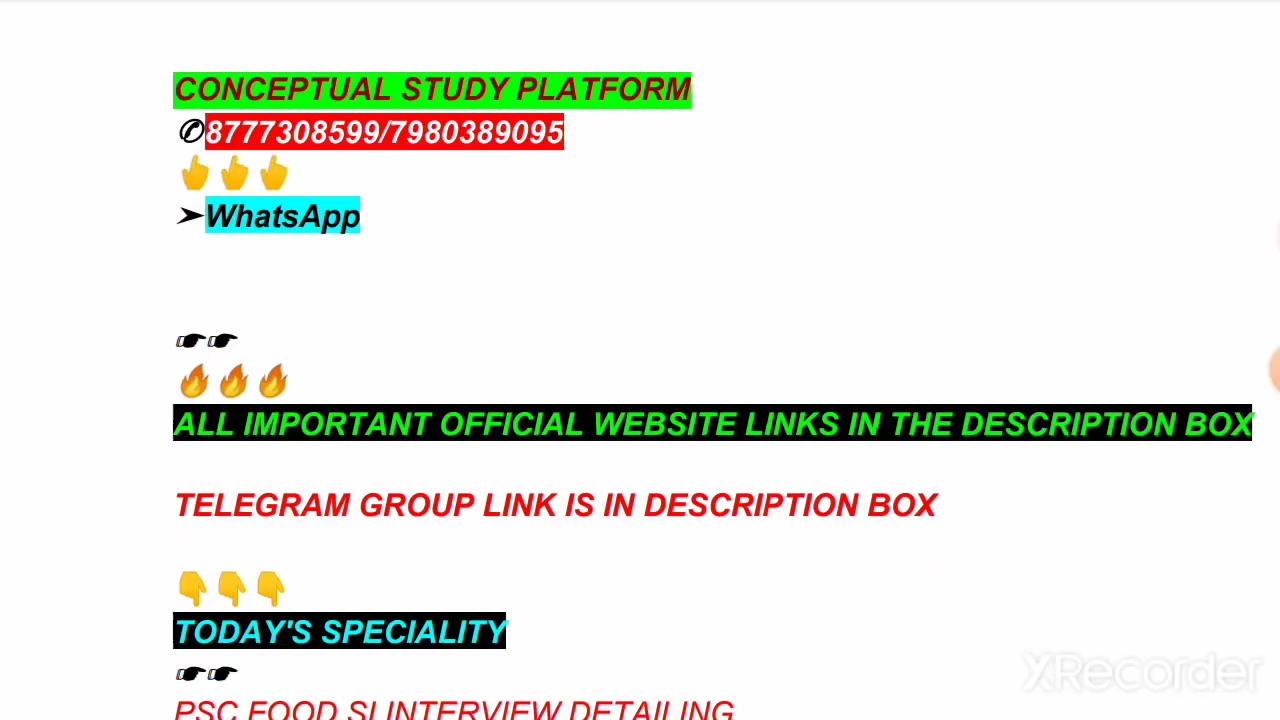 CONCEPTUAL STUDY PLATFORM
✆8777308599/7980389095
👆👆👆
➢WhatsApp
☛☛
🔥🔥🔥
ALL IMPORTANT OFFICIAL WEBSITE LINKS IN THE DESCRIPTION BOX
TELEGRAM GROUP LINK IS IN DESCRIPTION BOX
👇👇👇
TODAY'S SPECIALITY
☛☛
PSC FOOD SI INTERVIEW DETAILING
XRecorder